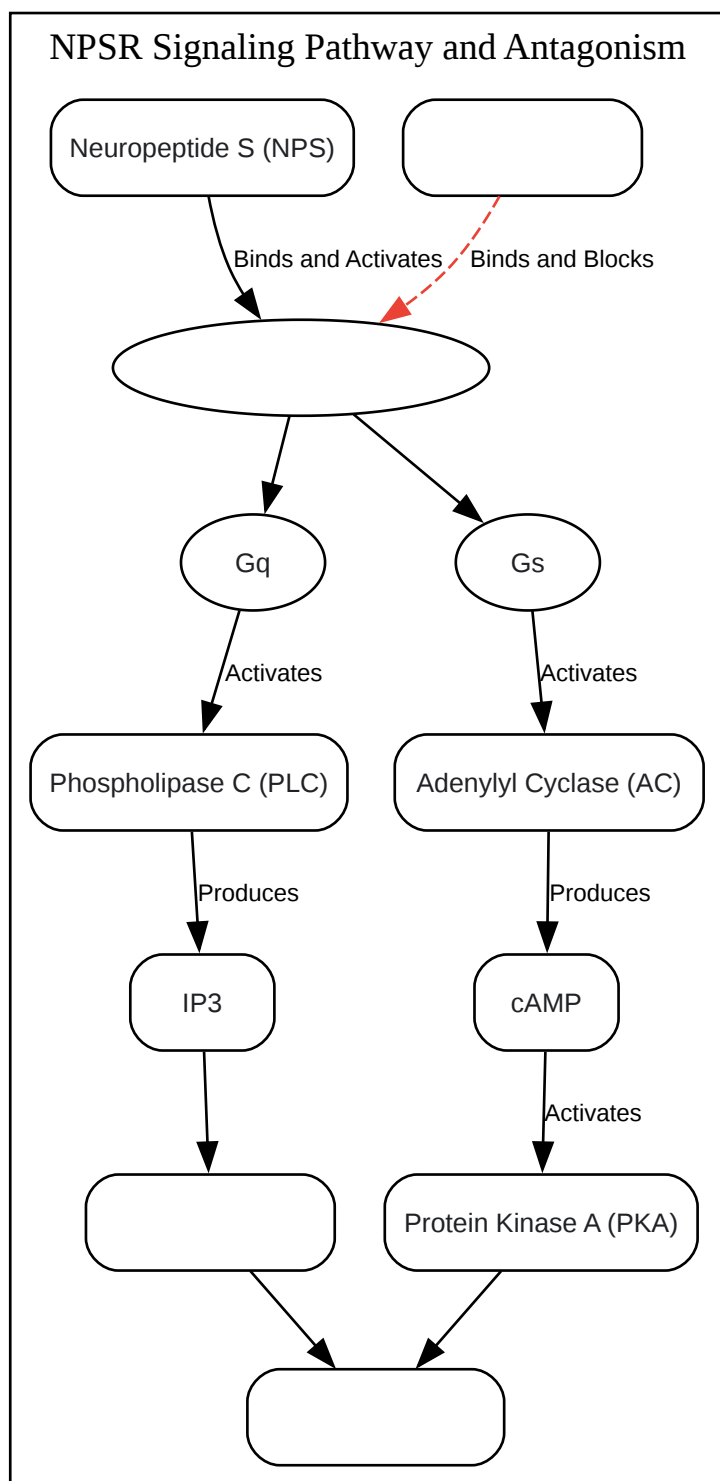 NPSR Signaling Pathway and Antagonism
Neuropeptide S (NPS)
Binds and Activates
Binds and Blocks
Gq
Gs
Activates
Activates
Phospholipase C (PLC)
Adenylyl Cyclase (AC)
Produces
Produces
IP3
cAMP
Activates
Protein Kinase A (PKA)